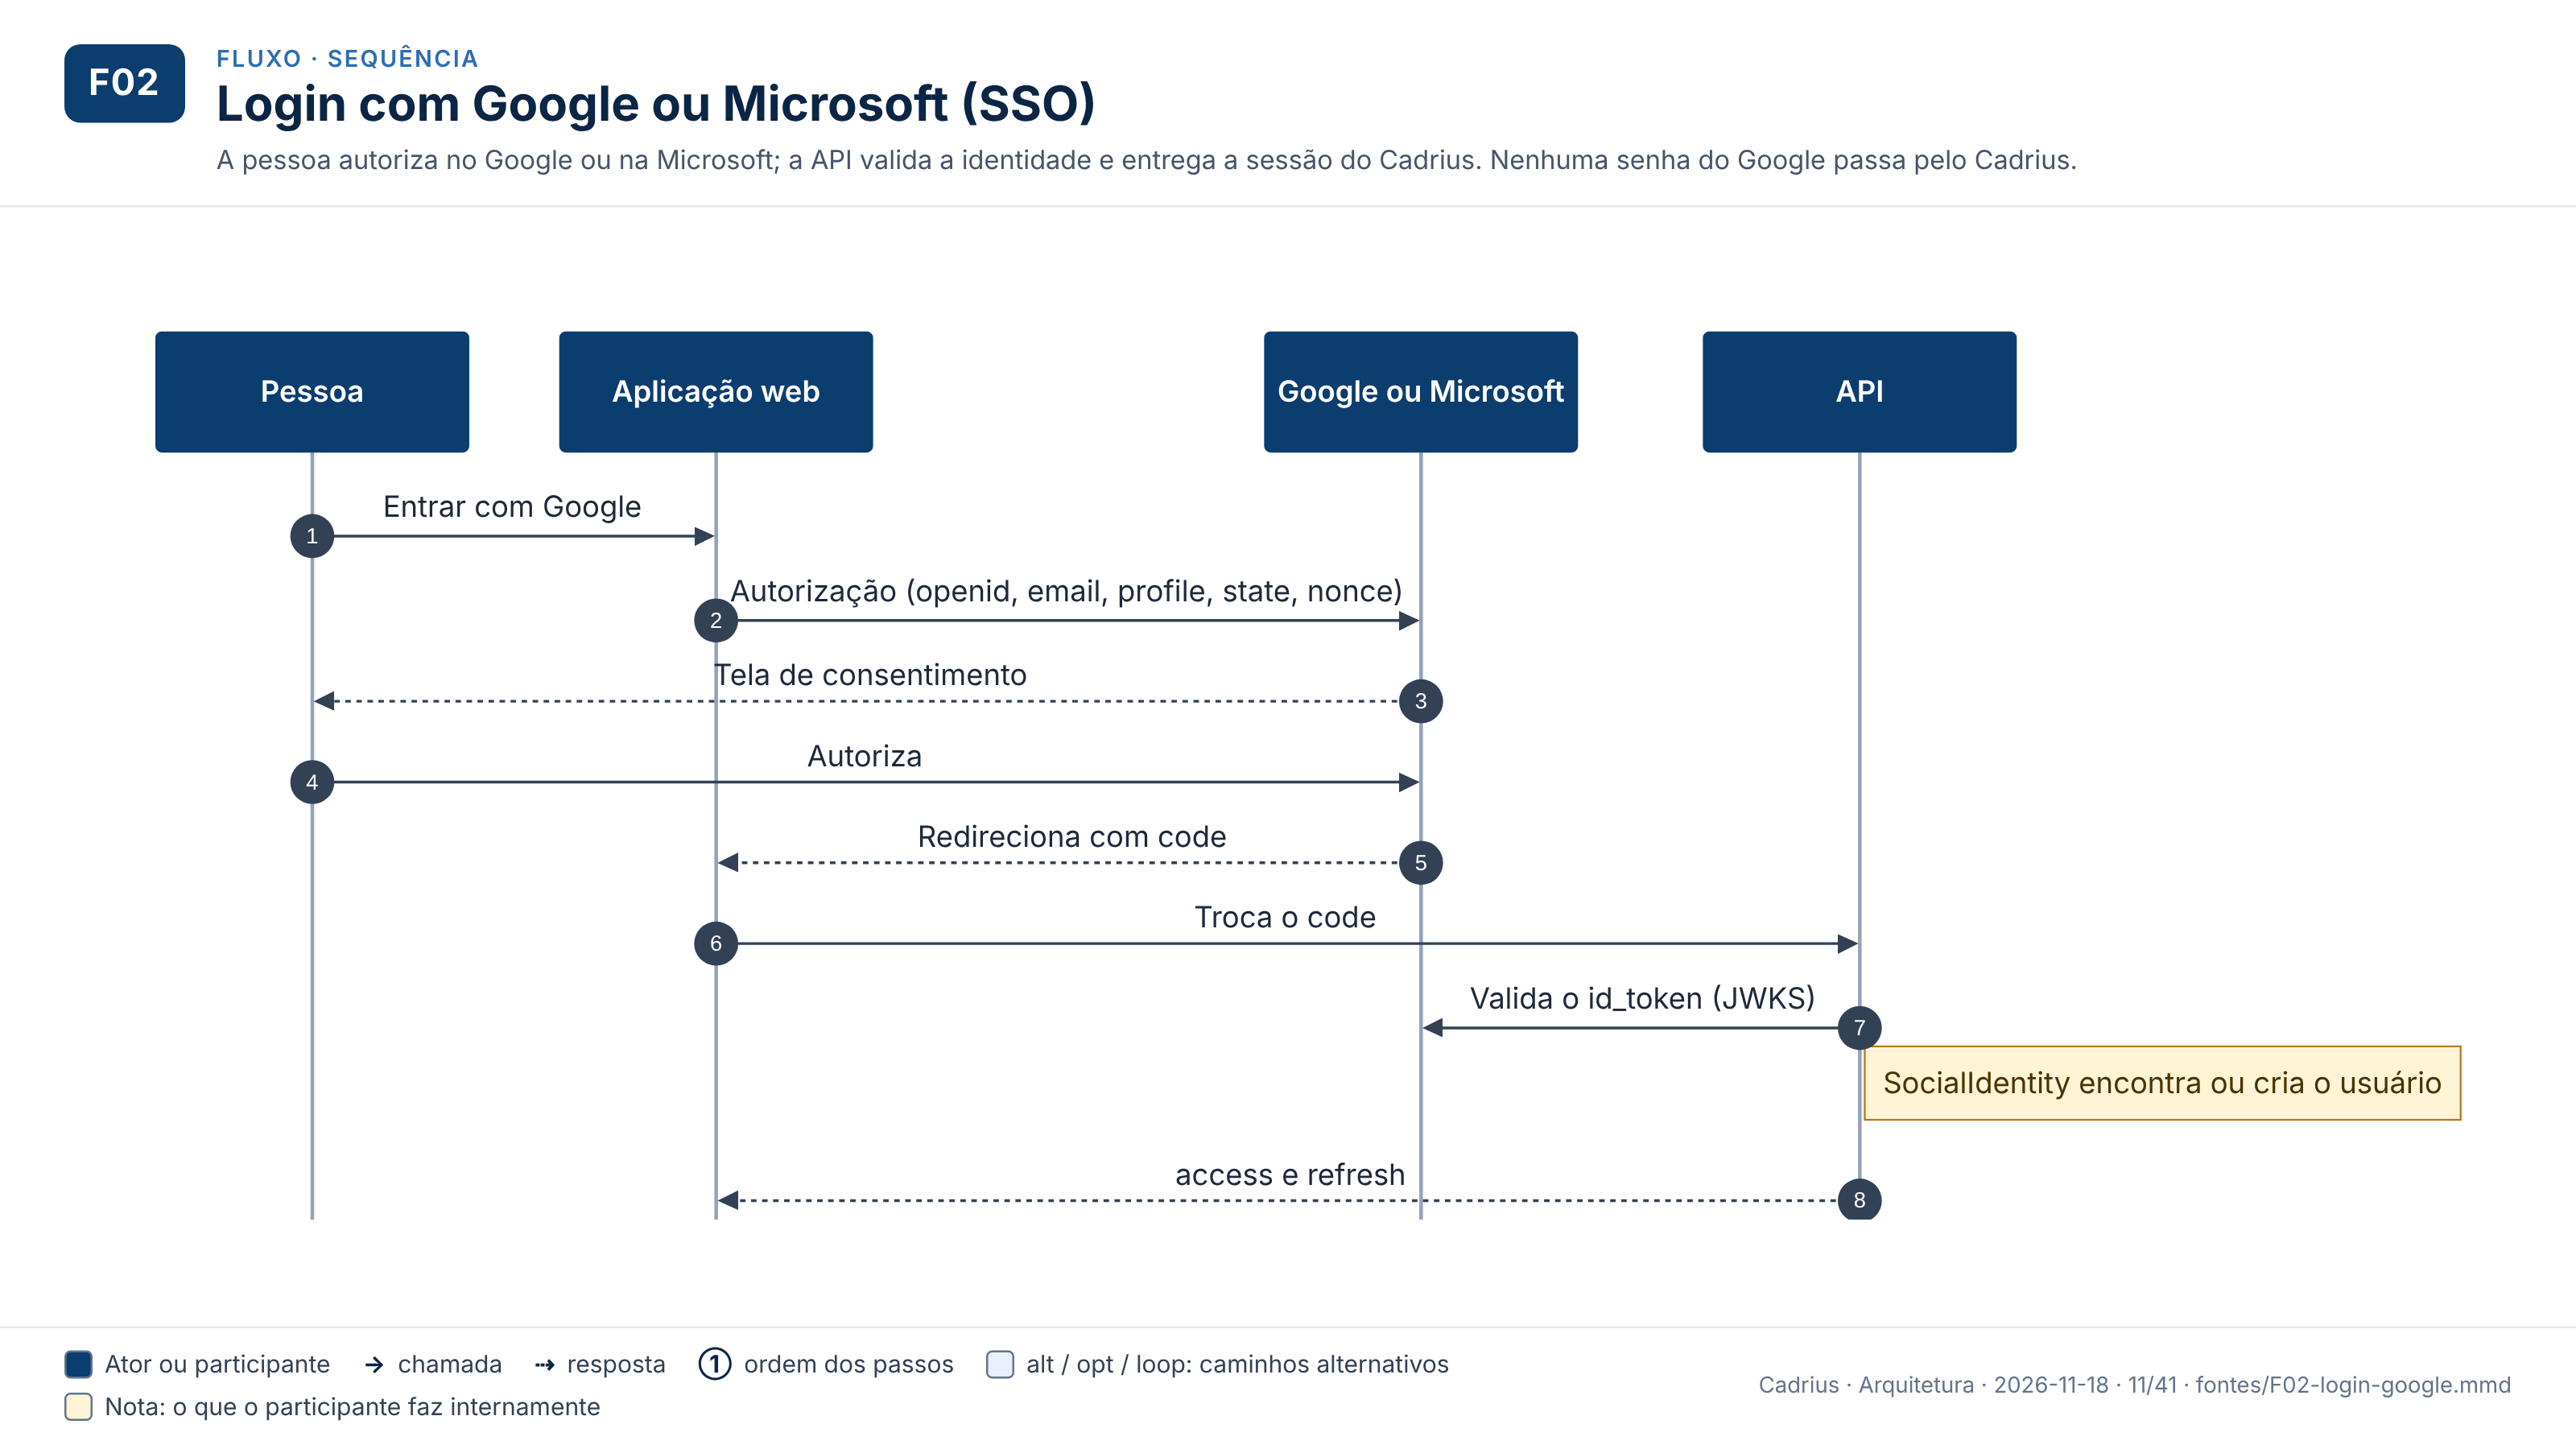 F02
FLUXO · SEQUÊNCIA
Login com Google ou Microsoft (SSO)
A pessoa autoriza no Google ou na Microsoft; a API valida a identidade e entrega a sessão do Cadrius. Nenhuma senha do Google passa pelo Cadrius.
Pessoa
Aplicação web
Google ou Microsoft
API
Entrar com Google
1
Autorização (openid, email, profile, state, nonce)
2
Tela de consentimento
3
Autoriza
4
Redireciona com code
5
Troca o code
6
Valida o id_token (JWKS)
7
SocialIdentity encontra ou cria o usuário
access e refresh
8
Ator ou participante
→ chamada
⇢ resposta
1 ordem dos passos
alt / opt / loop: caminhos alternativos
Nota: o que o participante faz internamente
Cadrius · Arquitetura · 2026-11-18 · 11/41 · fontes/F02-login-google.mmd